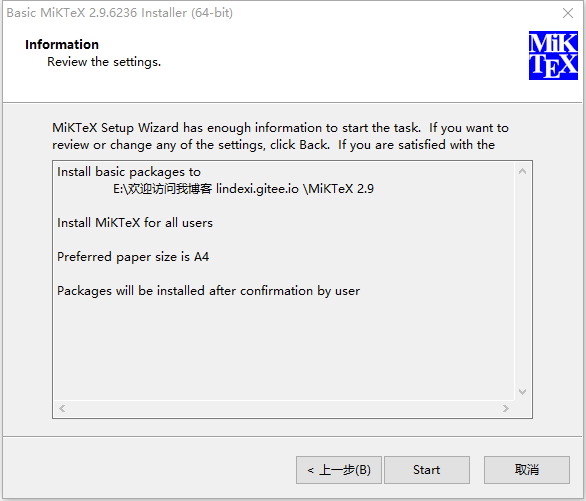 Basic MiKTeX 2.9.6236 Installer (64-bit)
Information
Review the settings.
MiK
TEX
MiKTeX Setup Wizard has enough information to start the task.  If you want to
review or change any of the settings, click Back.  If you are satisfied with the
Install basic packages to
E:\欢迎访问我博客 lindexi.gitee.io \MiKTeX 2.9
Install MiKTeX for all users
Preferred paper size is A4
Packages will be installed after confirmation by user
< 上一步(B)
Start
取消